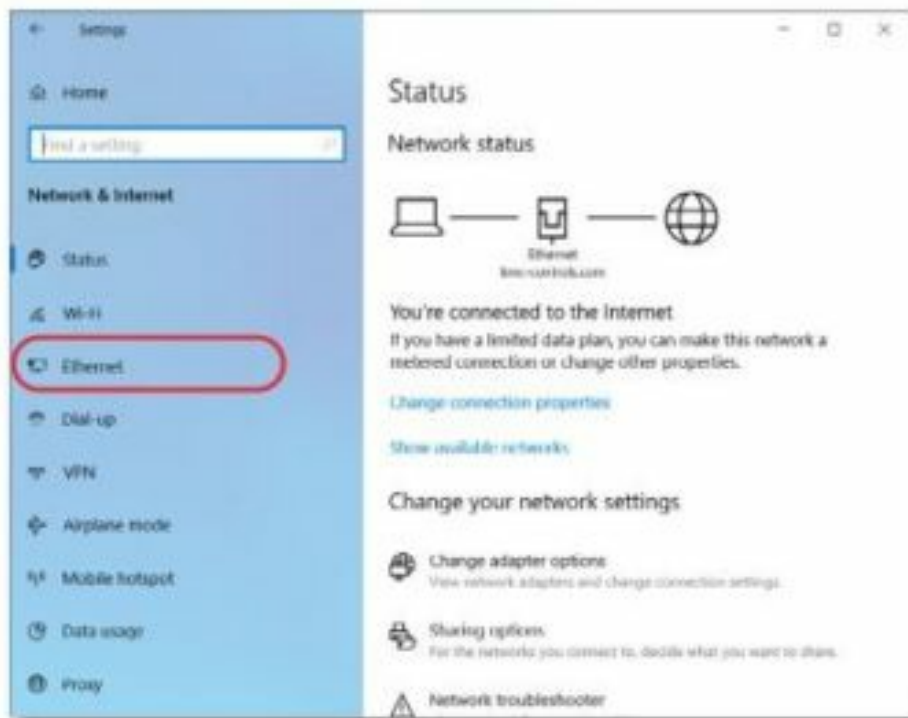 Settings
Home
Find a setting
Network & Internet
Status
Wi-Fi
Ethernet
Dial-up
VPN
Airplane mode
Mobile hotspot
Data usage
Proxy
Status
Network status
Ethernet
You're connected to the Internet
If you have a limited data plan, you can make this network a
metered connection or change other properties.
Change connection properties
Show available networks
Change your network settings
Change adapter options
View network adapters and change connection settings.
Sharing options
For the networks you connect to, decide what you want to share.
Network troubleshooter